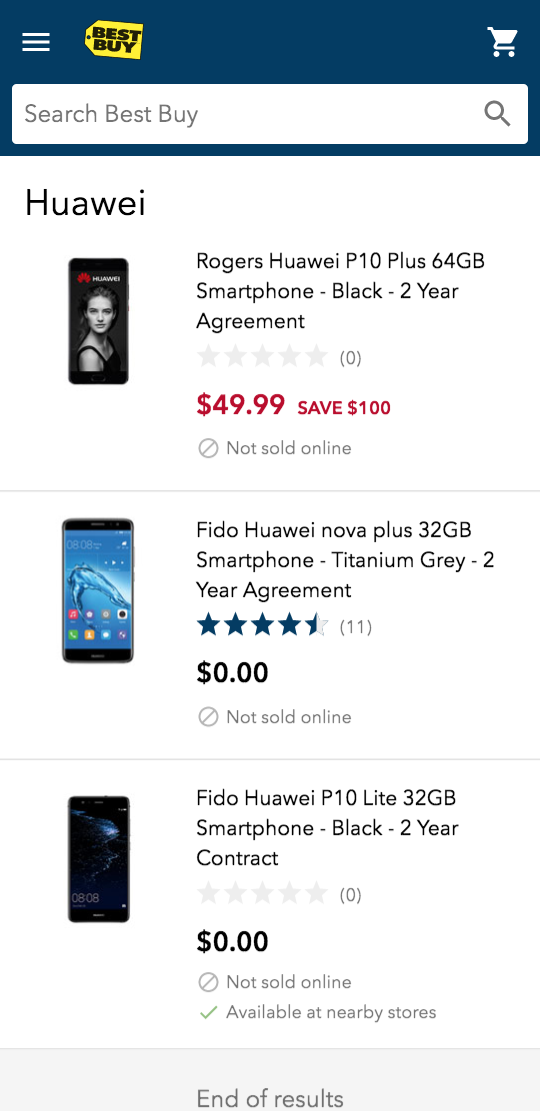 BEST
BUY
Search Best Buy
Huawei
HUAWEI
Rogers Huawei P10 Plus 64GB
Smartphone - Black - 2 Year
Agreement
(0)
$49.99 SAVE $100
Not sold online
08:08
Fido Huawei nova plus 32GB
Smartphone - Titanium Grey - 2
Year Agreement
(11)
$0.00
Not sold online
08:08
Fido Huawei P10 Lite 32GB
Smartphone - Black - 2 Year
Contract
(0)
$0.00
Not sold online
Available at nearby stores
End of results